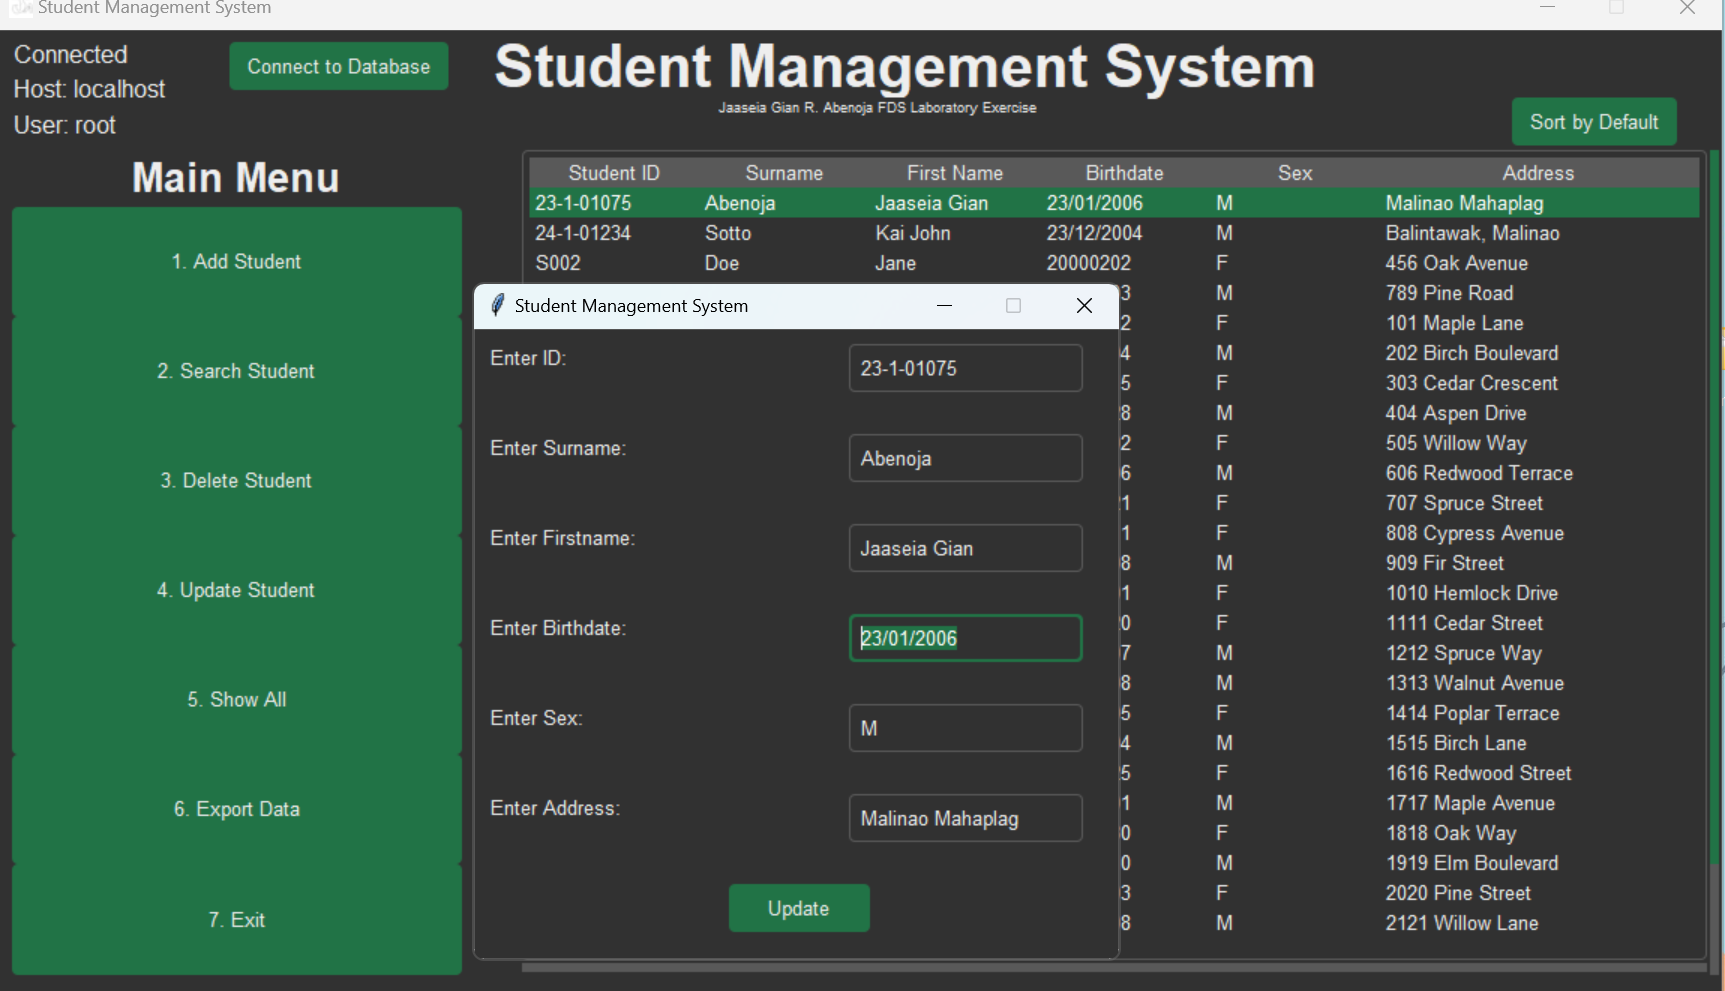 Student Management System
Connected
Host: localhost
User: root
Connect to Database
Student Management System
Jaaseia Gian R. Abenoja FDS Laboratory Exercise
Sort by Default
Main Menu
1. Add Student
2. Search Student
3. Delete Student
4. Update Student
5. Show All
6. Export Data
7. Exit
Student ID Surname First Name Birthdate Sex Address
23-1-01075 Abenoja Jaaseia Gian 23/01/2006 M Malinao Mahaplag
24-1-01234 Sotto Kai John 23/12/2004 M Balintawak, Malinao
S002 Doe Jane 20000202 F 456 Oak Avenue
3 M 789 Pine Road
2 F 101 Maple Lane
4 M 202 Birch Boulevard
5 F 303 Cedar Crescent
8 M 404 Aspen Drive
2 F 505 Willow Way
6 M 606 Redwood Terrace
1 F 707 Spruce Street
1 F 808 Cypress Avenue
8 M 909 Fir Street
1 F 1010 Hemlock Drive
0 F 1111 Cedar Street
7 M 1212 Spruce Way
8 M 1313 Walnut Avenue
5 F 1414 Poplar Terrace
4 M 1515 Birch Lane
5 F 1616 Redwood Street
1 M 1717 Maple Avenue
0 F 1818 Oak Way
0 M 1919 Elm Boulevard
3 F 2020 Pine Street
8 M 2121 Willow Lane
Student Management System
Enter ID: 23-1-01075
Enter Surname: Abenoja
Enter Firstname: Jaaseia Gian
Enter Birthdate: 23/01/2006
Enter Sex: M
Enter Address: Malinao Mahaplag
Update